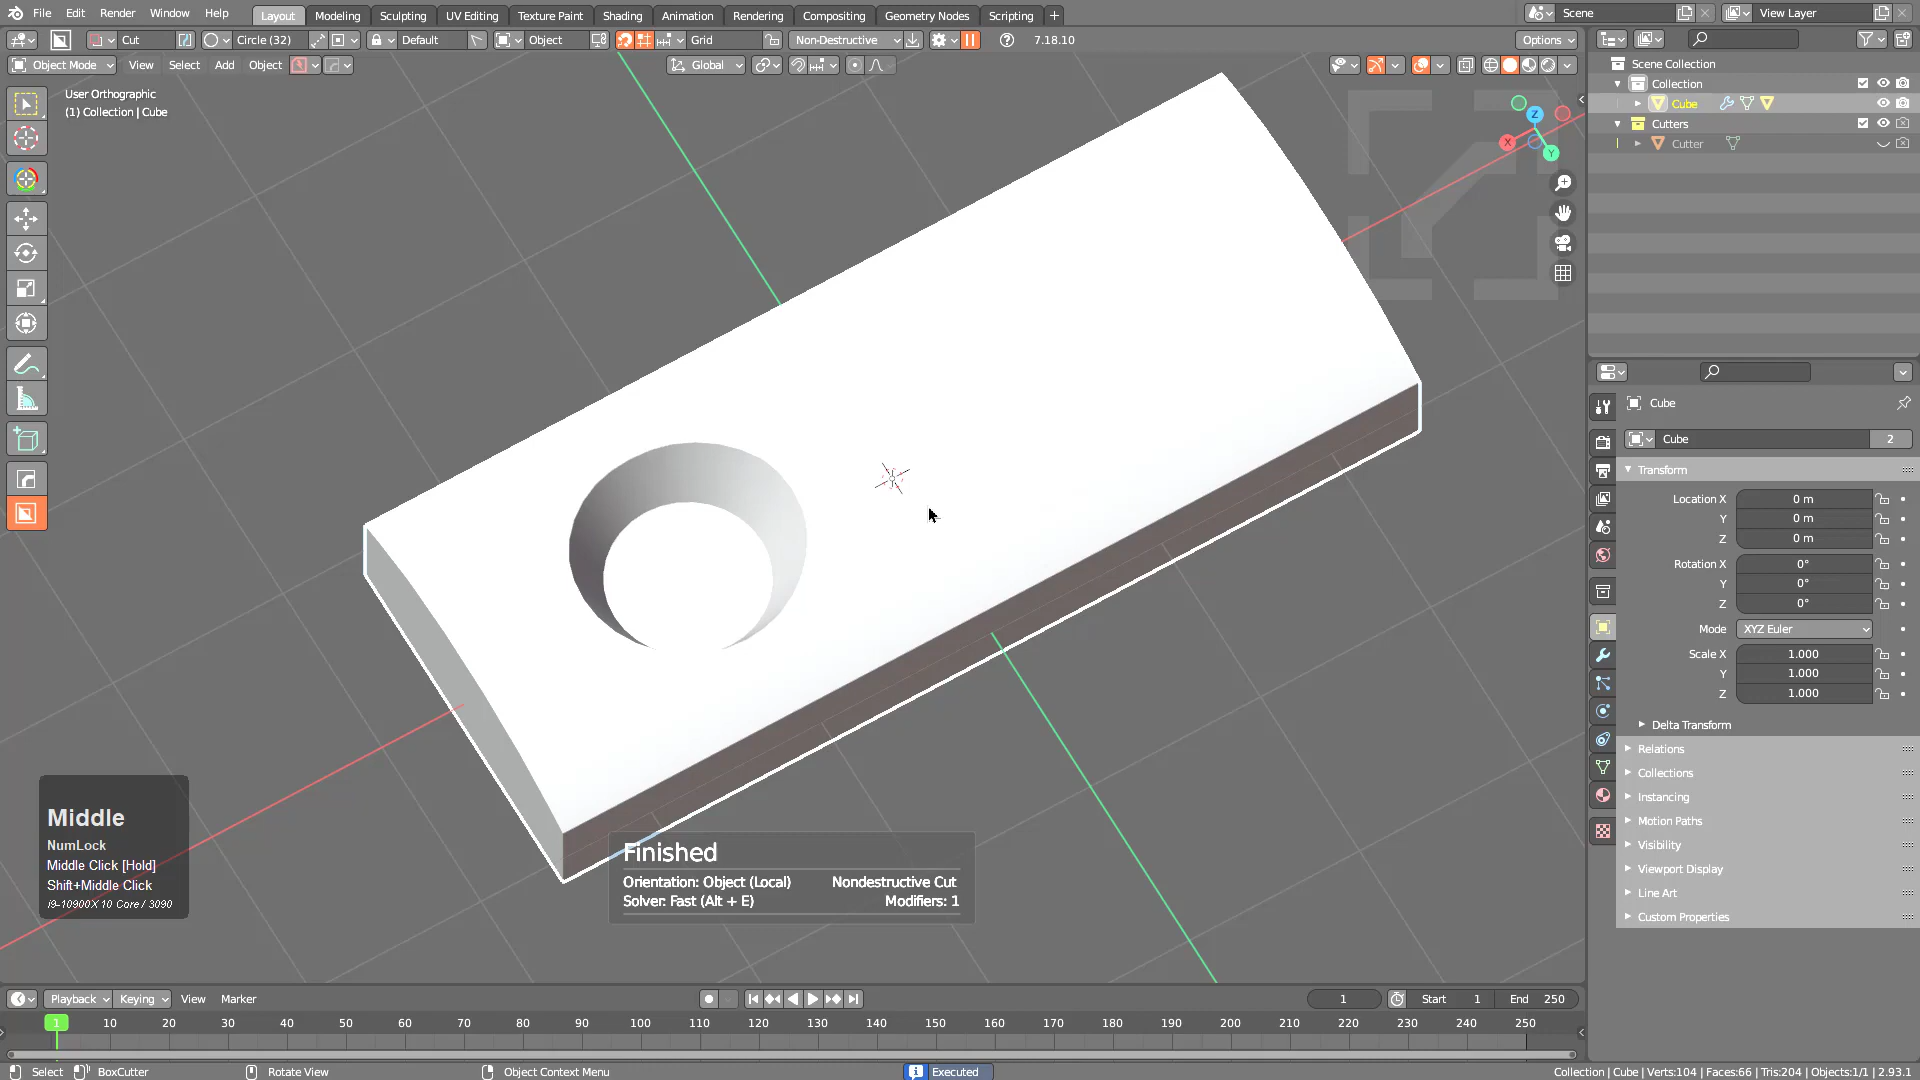 File Edit Render Window Help Layout Modeling Sculpting UV Editing Texture Paint Shading Animation Rendering Compositing Geometry Nodes Scripting + Scene View Layer
Cut Circle (32) Default Object Grid Non-Destructive 7.18.10 Options
Object Mode View Select Add Object Global
User Orthographic
(1) Collection | Cube
Z
X
Y
Scene Collection
Collection
Cube
Cutters
Cutter
Cube
Cube 2
Transform
Location X 0 m
Y 0 m
Z 0 m
Rotation X 0°
Y 0°
Z 0°
Mode XYZ Euler
Scale X 1.000
Y 1.000
Z 1.000
Delta Transform
Relations
Collections
Instancing
Motion Paths
Visibility
Viewport Display
Line Art
Custom Properties
Middle
NumLock
Middle Click [Hold]
Shift+Middle Click
i9-10900X 10 Core / 3090
Finished
Orientation: Object (Local) Nondestructive Cut
Solver: Fast (Alt + E) Modifiers: 1
Playback Keying View Marker 1 Start 1 End 250
1 10 20 30 40 50 60 70 80 90 100 110 120 130 140 150 160 170 180 190 200 210 220 230 240 250
Select BoxCutter Rotate View Object Context Menu Executed Collection | Cube | Verts:104 | Faces:66 | Tris:204 | Objects:1/1 | 2.93.1